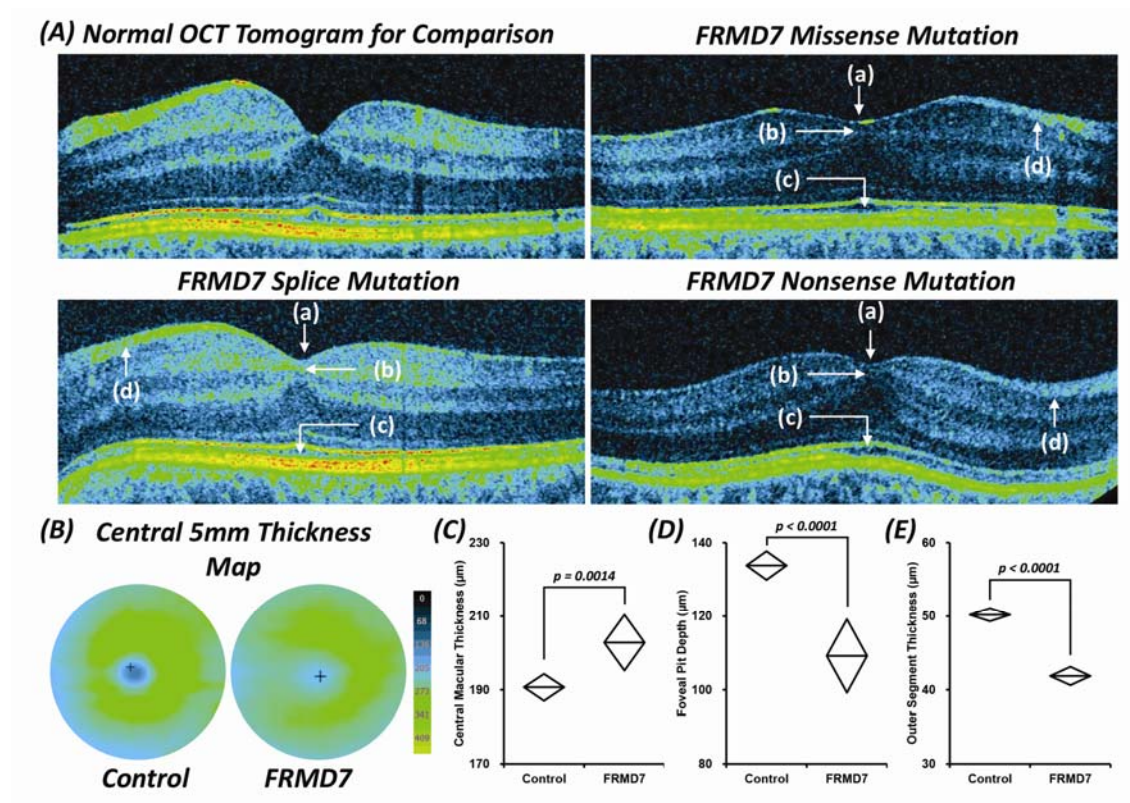 (A) Normal OCT Tomogram for Comparison
FRMD7 Missense Mutation
(a)
(b)
(c)
(d)
FRMD7 Splice Mutation
(a)
(b)
(c)
(d)
FRMD7 Nonsense Mutation
(a)
(b)
(c)
(d)
(B) Central 5mm Thickness
Map
0
68
205
273
341
409
Control
FRMD7
(C)
Central Macular Thickness (µm)
230
210
190
170
p = 0.0014
Control
FRMD7
(D)
Foveal Pit Depth (µm)
140
120
100
80
p < 0.0001
Control
FRMD7
(E)
Outer Segment Thickness (µm)
60
50
40
30
p < 0.0001
Control
FRMD7